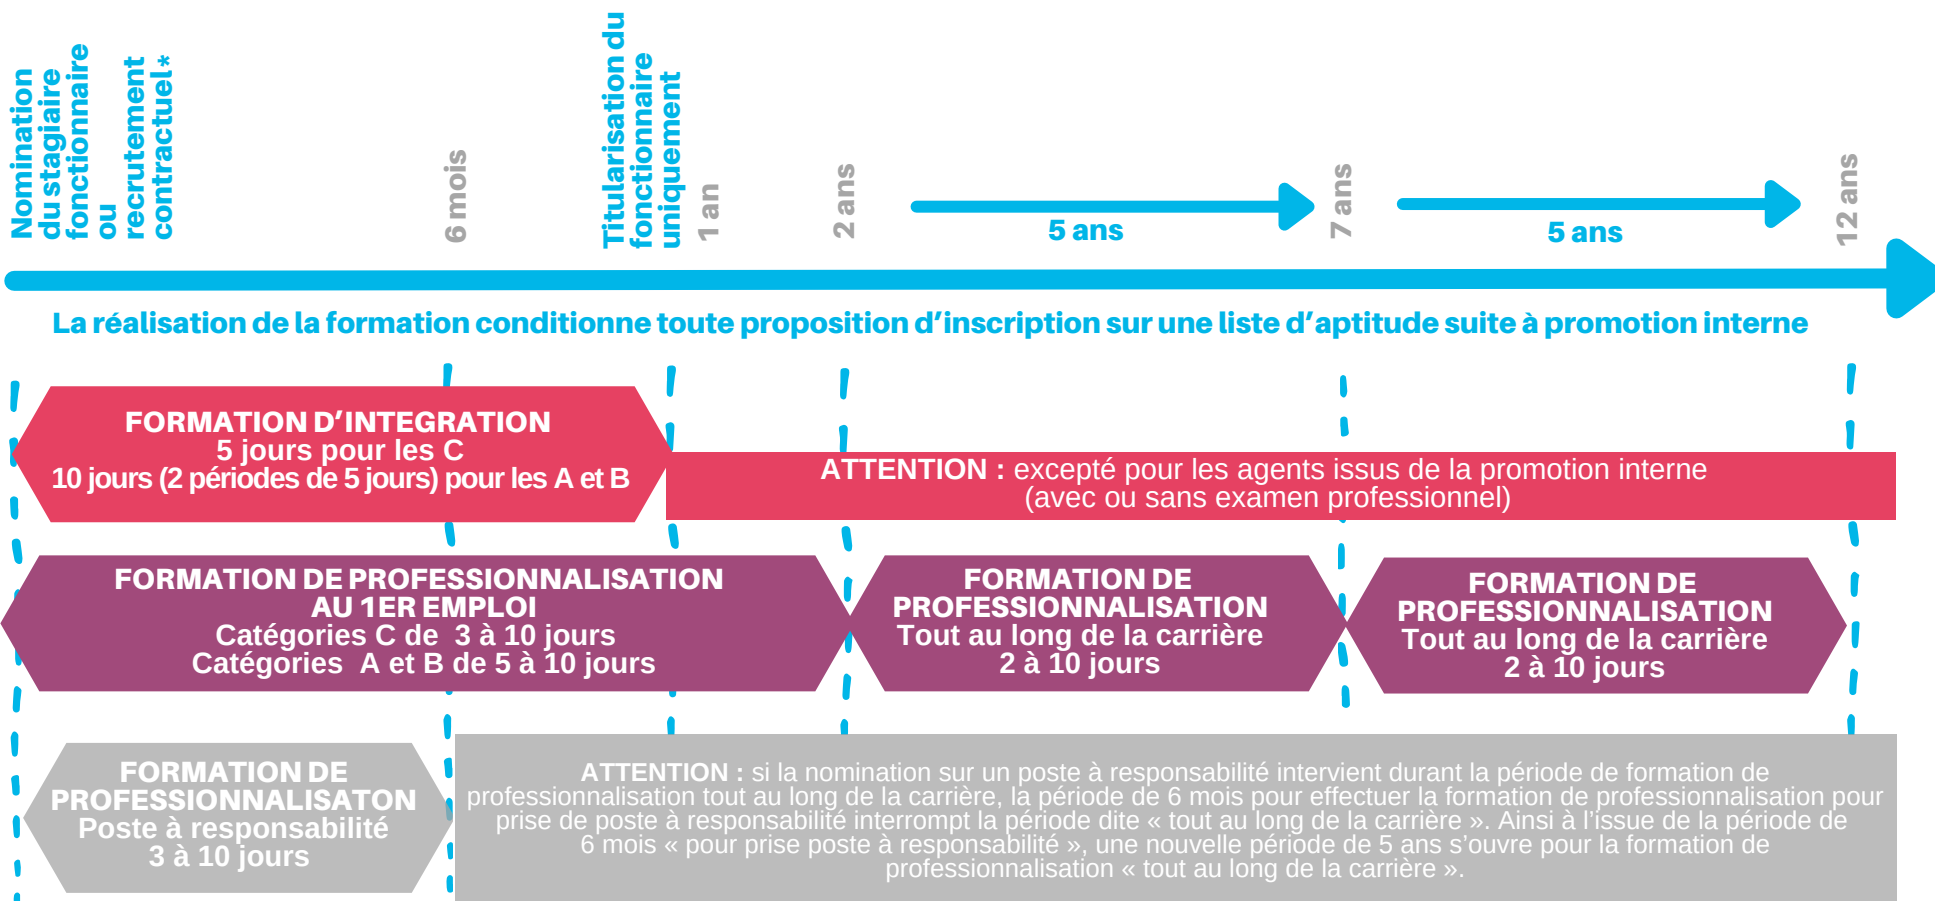 Nomination
du stagiaire
fonctionnaire
ou
recrutement
contractuel*
6 mois
Titularisation du
fonctionnaire
uniquement
1 an
2 ans
5 ans
7 ans
5 ans
12 ans
La réalisation de la formation conditionne toute proposition d'inscription sur une liste d'aptitude suite à promotion interne
FORMATION D'INTEGRATION
5 jours pour les C
10 jours (2 périodes de 5 jours) pour les A et B
ATTENTION : excepté pour les agents issus de la promotion interne
(avec ou sans examen professionnel)
FORMATION DE PROFESSIONNALISATION
AU 1ER EMPLOI
Catégories C de 3 à 10 jours
Catégories A et B de 5 à 10 jours
FORMATION DE
PROFESSIONNALISATION
Tout au long de la carrière
2 à 10 jours
FORMATION DE
PROFESSIONNALISATION
Tout au long de la carrière
2 à 10 jours
FORMATION DE
PROFESSIONNALISATON
Poste à responsabilité
3 à 10 jours
ATTENTION : si la nomination sur un poste à responsabilité intervient durant la période de formation de
professionnalisation tout au long de la carrière, la période de 6 mois pour effectuer la formation de professionnalisation pour
prise de poste à responsabilité interrompt la période dite « tout au long de la carrière ». Ainsi à l'issue de la période de
6 mois « pour prise poste à responsabilité », une nouvelle période de 5 ans s'ouvre pour la formation de
professionnalisation « tout au long de la carrière ».